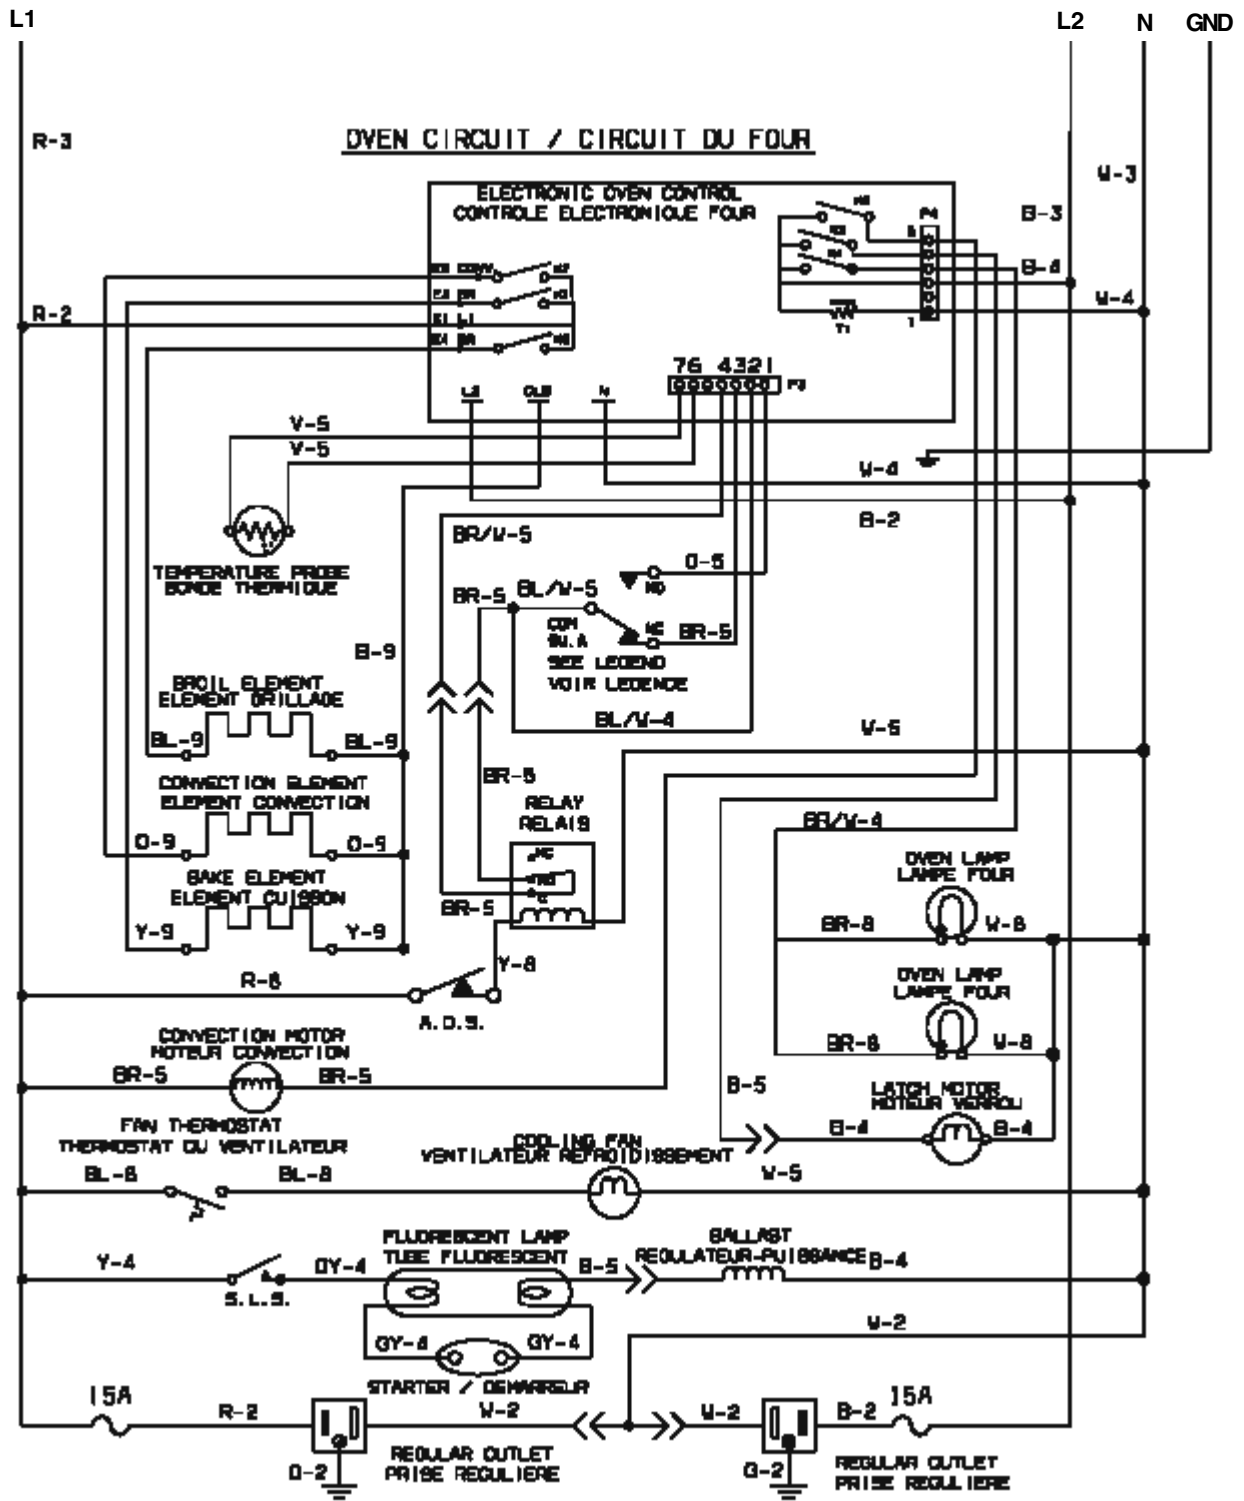 L1
L2
N
GND
R-3
OVEN CIRCUIT / CIRCUIT DU FOUR
W-3
ELECTRONIC OVEN CONTROL
CONTROLE ELECTRONIQUE FOUR
P4
B-3
B-4
R-2
W-4
1
T1
76 4321
P3
L2
DLB
N
V-5
V-5
W-4
B-2
BR/W-5
TEMPERATURE PROBE
SONDE THERMIQUE
O-5
NO
BR-5
BL/W-5
COM
SW.A
NC
BR-5
SEE LEGEND
VOIR LEGENDE
B-9
BROIL ELEMENT
ELEMENT GRILLAGE
BL-9
BL-9
BL/W-4
W-5
BR-5
CONVECTION ELEMENT
ELEMENT CONVECTION
RELAY
RELAIS
BR/W-4
O-9
O-9
NC
NO
C
OVEN LAMP
LAMPE FOUR
BAKE ELEMENT
ELEMENT CUISSON
BR-5
BR-8
W-8
Y-9
Y-9
Y-8
R-8
OVEN LAMP
LAMPE FOUR
A.D.S.
CONVECTION MOTOR
MOTEUR CONVECTION
BR-8
W-8
BR-5
BR-5
B-5
LATCH MOTOR
MOTEUR VERROU
FAN THERMOSTAT
THERMOSTAT DU VENTILATEUR
B-4
B-4
COOLING FAN
VENTILATEUR REFROIDISSEMENT
BL-8
BL-8
W-5
FLUORESCENT LAMP
TUBE FLUORESCENT
BALLAST
REGULATEUR-PUISSANCE
Y-4
GY-4
B-5
B-4
S.L.S.
W-2
GY-4
GY-4
STARTER / DEMARREUR
15A
R-2
W-2
W-2
B-2
15A
REGULAR OUTLET
PRISE REGULIERE
G-2
G-2
REGULAR OUTLET
PRISE REGULIERE